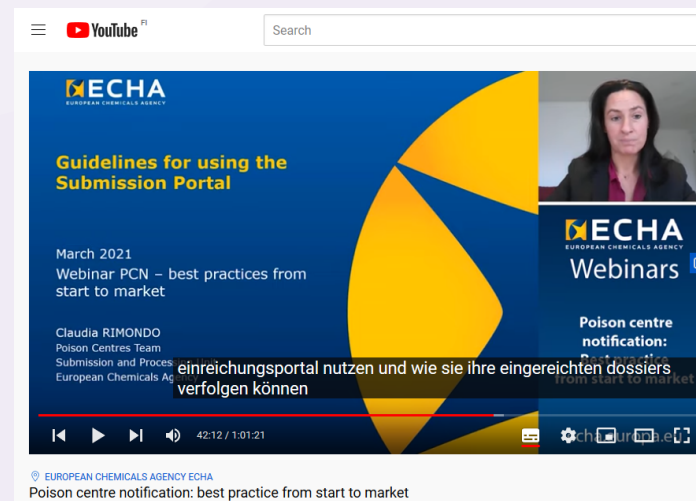 YouTube FI
Search
ECHA
EUROPEAN CHEMICALS AGENCY
Guidelines for using the
Submission Portal
March 2021
Webinar PCN – best practices from
start to market
Claudia RIMONDO
Poison Centres Team
Submission and Processing Unit
European Chemicals Agency
ECHA
EUROPEAN CHEMICALS AGENCY
Webinars
Poison centre
notification:
Best practice
from start to market
echa.europa.eu
einreichungsportal nutzen und wie sie ihre eingereichten dossiers
verfolgen können
42:12 / 1:01:21
EUROPEAN CHEMICALS AGENCY ECHA
Poison centre notification: best practice from start to market